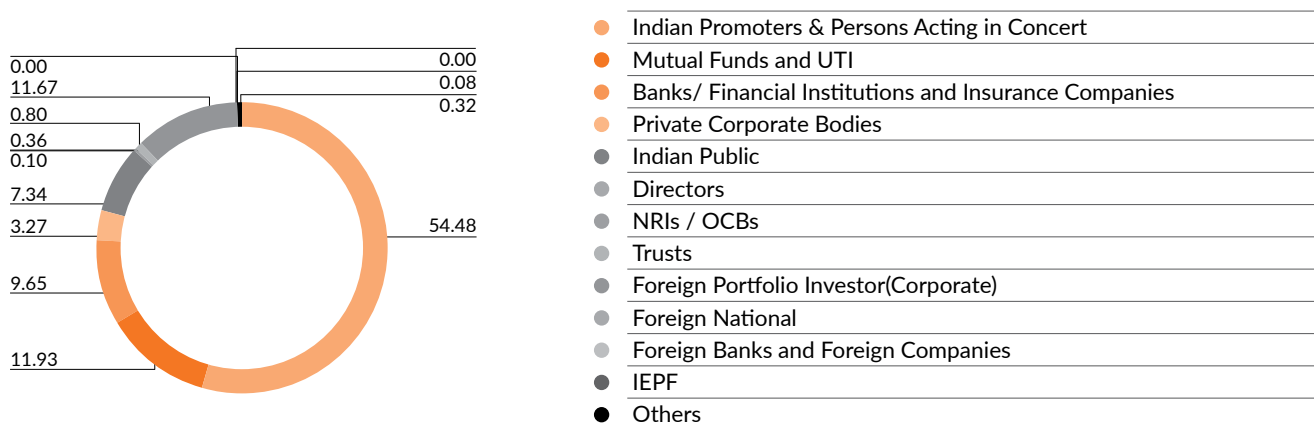 0.00
11.67
0.80
0.36
0.10
7.34
3.27
9.65
11.93
0.00
0.08
0.32
54.48
Indian Promoters & Persons Acting in Concert
Mutual Funds and UTI
Banks/ Financial Institutions and Insurance Companies
Private Corporate Bodies
Indian Public
Directors
NRIs / OCBs
Trusts
Foreign Portfolio Investor(Corporate)
Foreign National
Foreign Banks and Foreign Companies
IEPF
Others